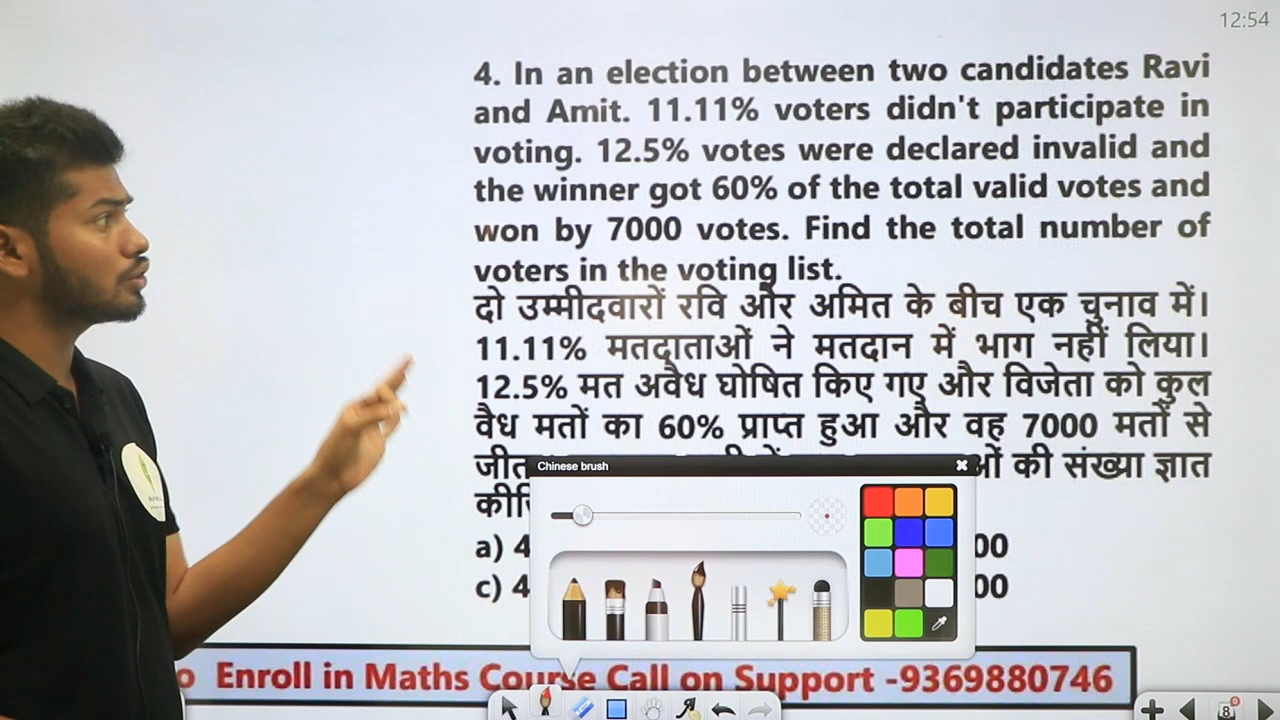 12:54
4. In an election between two candidates Ravi
and Amit. 11.11% voters didn't participate in
voting. 12.5% votes were declared invalid and
the winner got 60% of the total valid votes and
won by 7000 votes. Find the total number of
voters in the voting list.
दो उम्मीदवारों रवि और अमित के बीच एक चुनाव में।
11.11% मतदाताओं ने मतदान में भाग नहीं लिया।
12.5% मत अवैध घोषित किए गए और विजेता को कुल
वैध मतों का 60% प्राप्त हुआ और वह 7000 मतों से
की संख्या ज्ञात
Chinese brush
a) 4
00
c) 4
00
Enroll in Maths Course Call on Support -9369880746
8